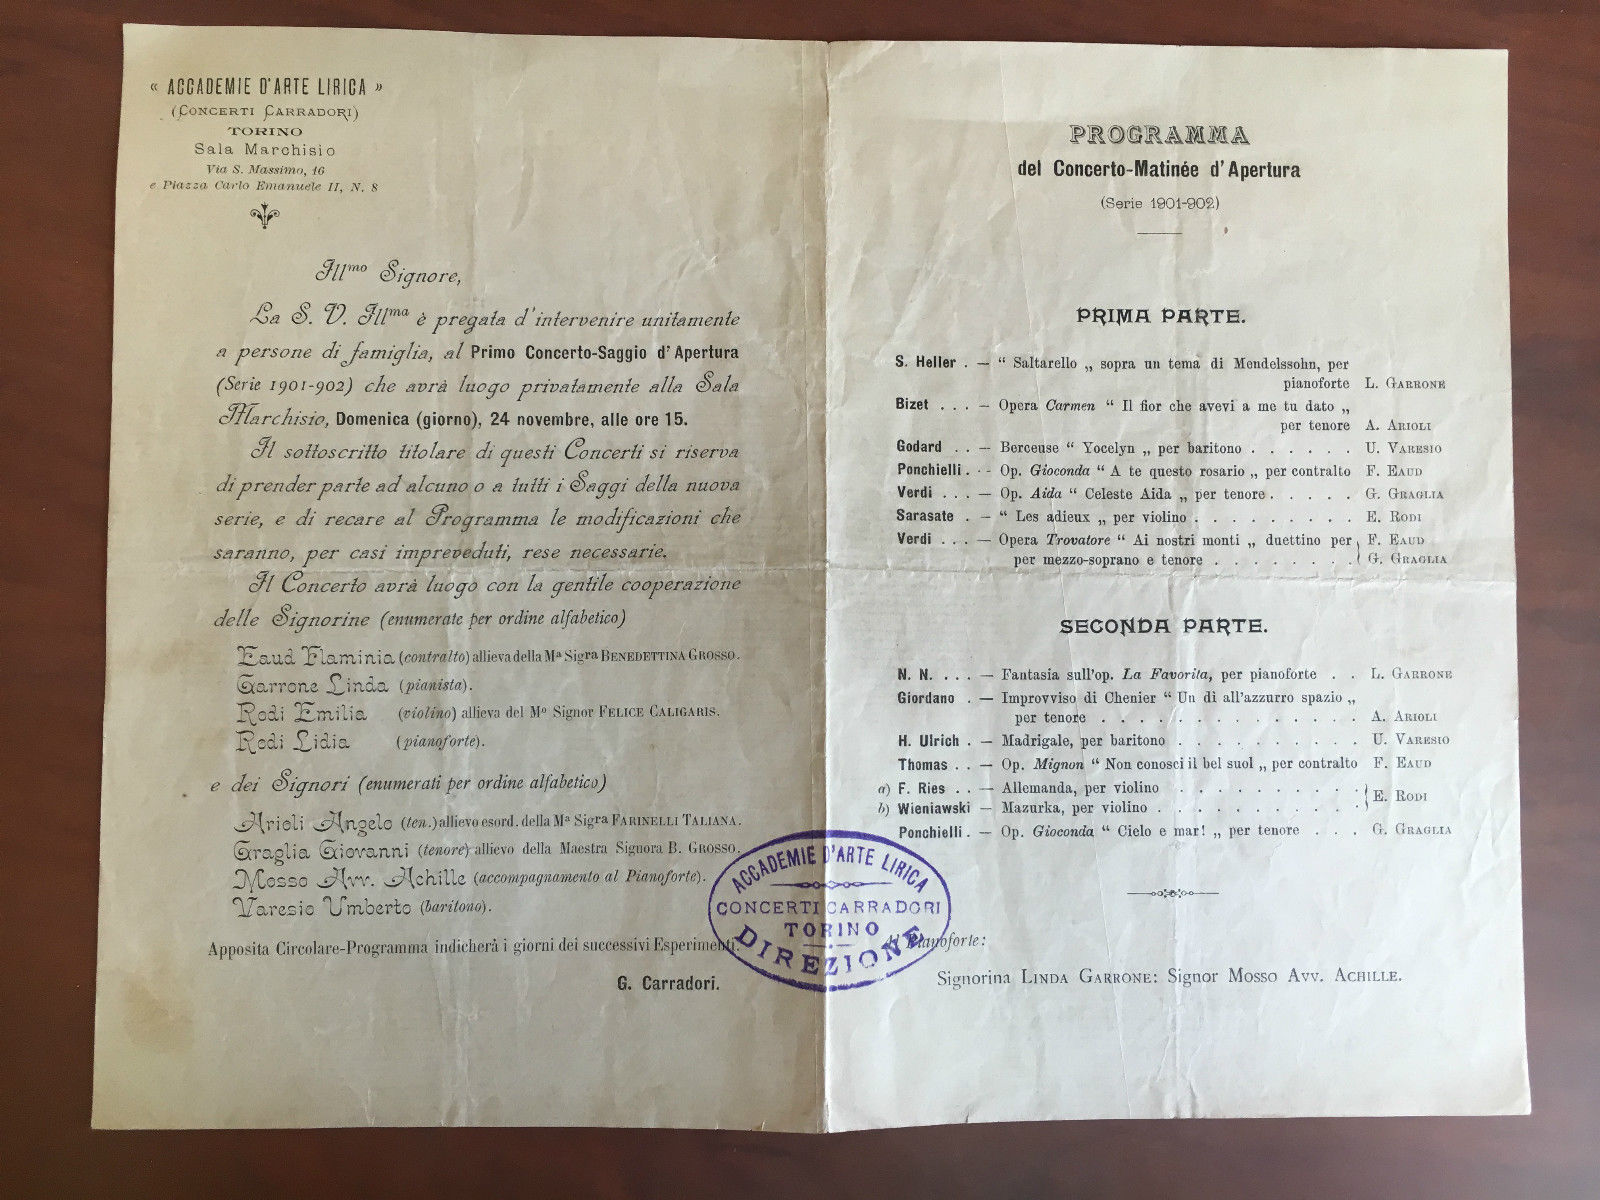 « ACCADEMIE D'ARTE LIRICA »
(CONCERTI CARRADORI)
TORINO
Sala Marchisio
Via S. Massimo, 16
e Piazza Carlo Emanuele II, N. 8
Illmo Signore,
La S. V. Illma è pregata d'intervenire unitamente
a persone di famiglia, al Primo Concerto-Saggio d'Apertura
(Serie 1901-902) che avrà luogo privatamente alla Sala
Marchisio, Domenica (giorno), 24 novembre, alle ore 15.
Il sottoscritto titolare di questi Concerti si riserva
di prender parte ad alcuno o a tutti i Saggi della nuova
serie, e di recare al Programma le modificazioni che
saranno, per casi impreveduti, rese necessarie.
Il Concerto avrà luogo con la gentile cooperazione
delle Signorine (enumerate per ordine alfabetico)
Eaud Flaminia (contralto) allieva della Mª Sigra BENEDETTINA GROSSO.
Garrone Linda (pianista).
Rodi Emilia (violino) allieva del Mº Signor FELICE CALIGARIS.
Rodi Lidia (pianoforte).
e dei Signori (enumerati per ordine alfabetico)
Arioli Angelo (ten.) allievo esord. della Mª Sigra FARINELLI TALIANA.
Graglia Giovanni (tenore) allievo della Maestra Signora B. GROSSO.
Mosso Avv. Achille (accompagnamento al Pianoforte).
Varesio Umberto (baritono).
Apposita Circolare-Programma indicherà i giorni dei successivi Esperimenti.
G. Carradori.
ACCADEMIE D'ARTE LIRICA
CONCERTI CARRADORI
TORINO
DIREZIONE
PROGRAMMA
del Concerto-Matinée d'Apertura
(Serie 1901-902)
PRIMA PARTE.
S. Heller . — “ Saltarello „ sopra un tema di Mendelssohn, per
pianoforte L. GARRONE
Bizet . . . — Opera Carmen “ Il fior che avevi a me tu dato „
per tenore A. ARIOLI
Godard . . — Berceuse “ Yocelyn „ per baritono . . . . . . U. VARESIO
Ponchielli . - Op. Gioconda “ A te questo rosario „ per contralto F. EAUD
Verdi . . . — Op. Aida “ Celeste Aida „ per tenore . . . . . G. GRAGLIA
Sarasate . — “ Les adieux „ per violino . . . . . . . . . E. RODI
Verdi . . . — Opera Trovatore “ Ai nostri monti „ duettino per F. EAUD
per mezzo-soprano e tenore . . . . . . . . G. GRAGLIA
SECONDA PARTE.
N. N. . . . — Fantasia sull'op. La Favorita, per pianoforte . . L. GARRONE
Giordano . — Improvviso di Chenier “ Un dì all'azzurro spazio „
per tenore . . . . . . . . . . . . . . A. ARIOLI
H. Ulrich . — Madrigale, per baritono . . . . . . . . . . U. VARESIO
Thomas . . — Op. Mignon “ Non conosci il bel suol „ per contralto F. EAUD
a) F. Ries . . — Allemanda, per violino . . . . . . . . . .
E. RODI
b) Wieniawski — Mazurka, per violino . . . . . . . . . . .
Ponchielli . — Op. Gioconda “ Cielo e mar! „ per tenore . . . G. GRAGLIA
Pianoforte:
Signorina LINDA GARRONE: Signor MOSSO AVV. ACHILLE.